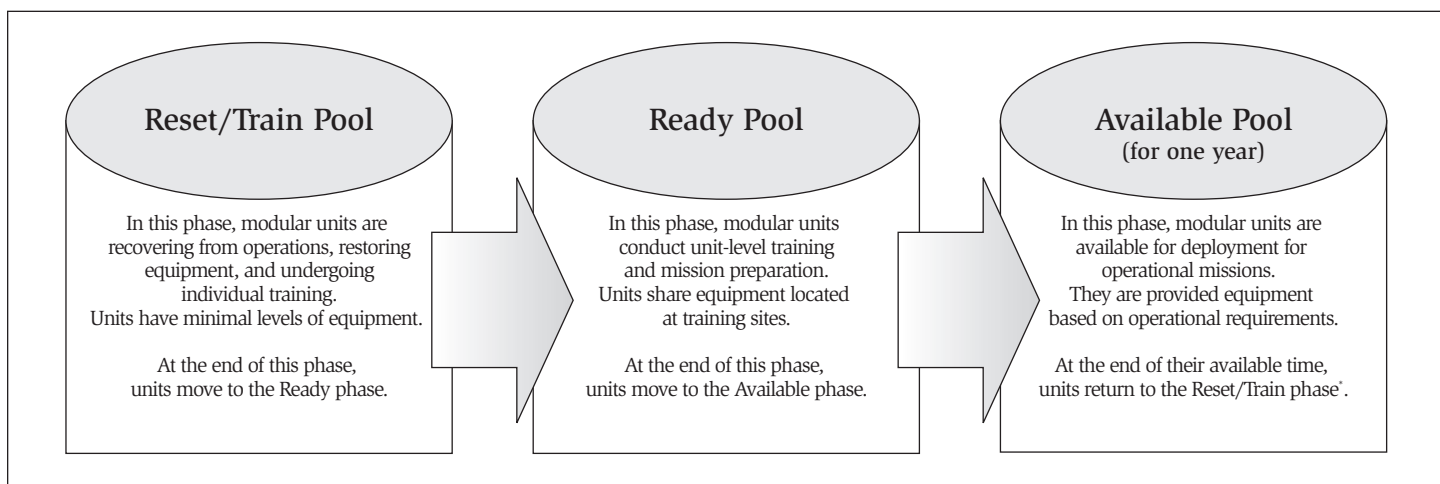 Reset/Train Pool
In this phase, modular units are
recovering from operations, restoring
equipment, and undergoing
individual training.
Units have minimal levels of equipment.
At the end of this phase,
units move to the Ready phase.
Ready Pool
In this phase, modular units
conduct unit-level training
and mission preparation.
Units share equipment located
at training sites.
At the end of this phase,
units move to the Available phase.
Available Pool
(for one year)
In this phase, modular units are
available for deployment for
operational missions.
They are provided equipment
based on operational requirements.
At the end of their available time,
units return to the Reset/Train phase*.